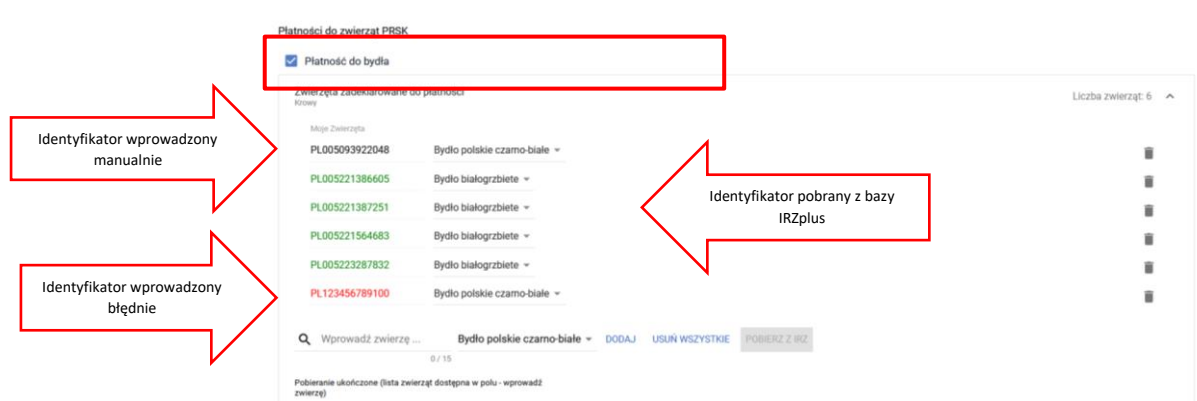 Płatności do zwierząt PRSK
Płatność do bydła
Zwierzęta zadeklarowane do płatności
Krowy
Liczba zwierząt: 6
Moje Zwierzęta
Identyfikator wprowadzony
manualnie
PL005093922048 Bydło polskie czarno-białe
PL005221386605 Bydło białogrzbiete
Identyfikator pobrany z bazy
IRZplus
PL005221387251 Bydło białogrzbiete
PL005221564683 Bydło białogrzbiete
PL005223287832 Bydło białogrzbiete
Identyfikator wprowadzony
błędnie
PL123456789100 Bydło polskie czarno-białe
Wprowadź zwierzę ... Bydło polskie czarno-białe DODAJ USUŃ WSZYSTKIE POBIERZ Z IRZ
0 / 15
Pobieranie ukończone (lista zwierząt dostępna w polu - wprowadź
zwierzę)